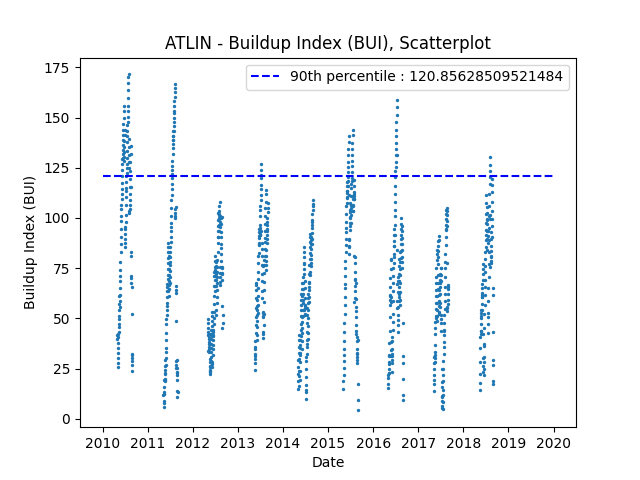 ATLIN - Buildup Index (BUI), Scatterplot
90th percentile : 120.85628509521484
175
150
125
100
75
50
25
0
Buildup Index (BUI)
2010 2011 2012 2013 2014 2015 2016 2017 2018 2019 2020
Date